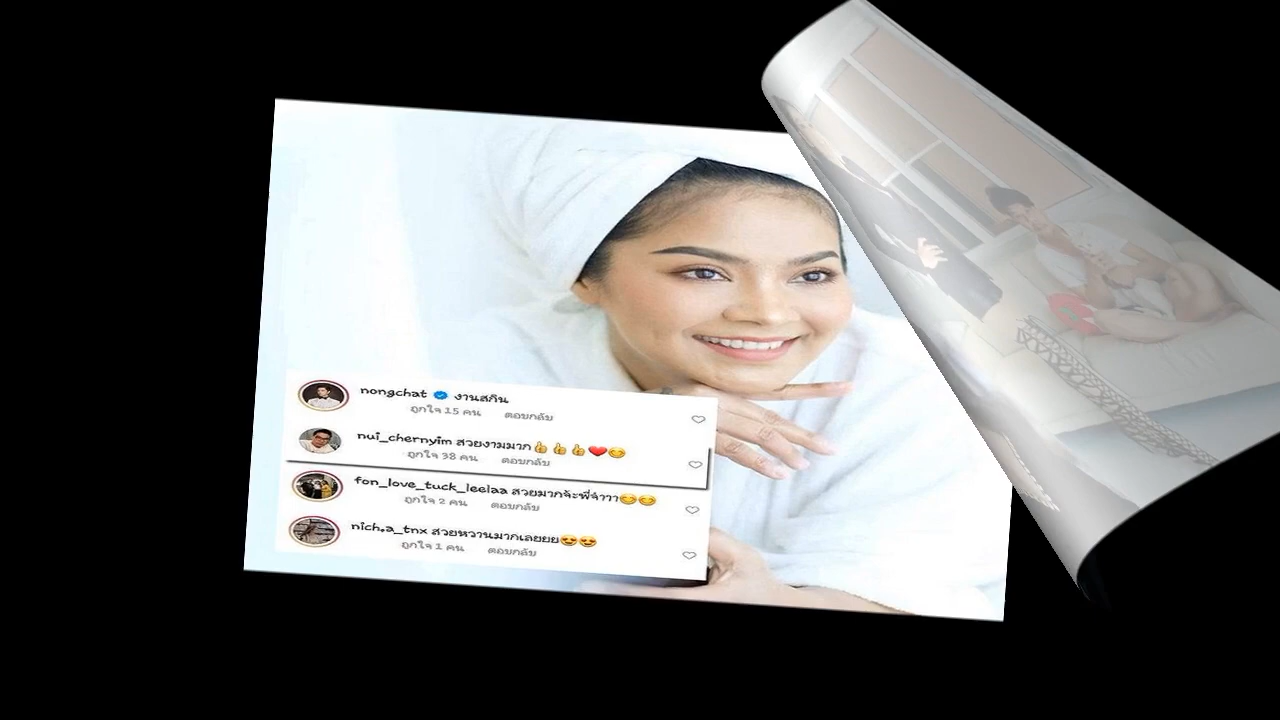 nongchat งานสกิน
ถูกใจ 15 คน ตอบกลับ
nui_chernyim สวยงามมาก👍👍👍❤️😊
ถูกใจ 38 คน ตอบกลับ
fon_love_tuck_leelaa สวยมากจ้ะพี่จ๋าาา😊😊
ถูกใจ 2 คน ตอบกลับ
nich.a_tnx สวยหวานมากเลยยย😍😍
ถูกใจ 1 คน ตอบกลับ